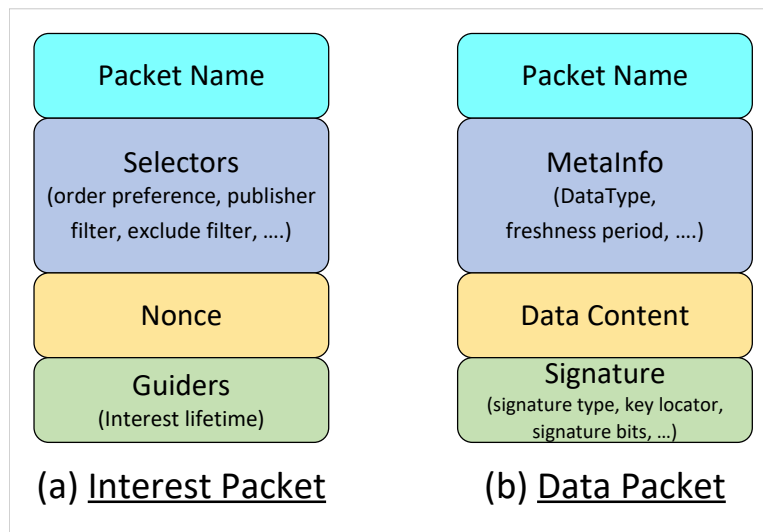 Packet Name
Selectors
(order preference, publisher
filter, exclude filter, ....)
Nonce
Guiders
(Interest lifetime)
(a) Interest Packet
Packet Name
MetaInfo
(DataType,
freshness period, ....)
Data Content
Signature
(signature type, key locator,
signature bits, ...)
(b) Data Packet